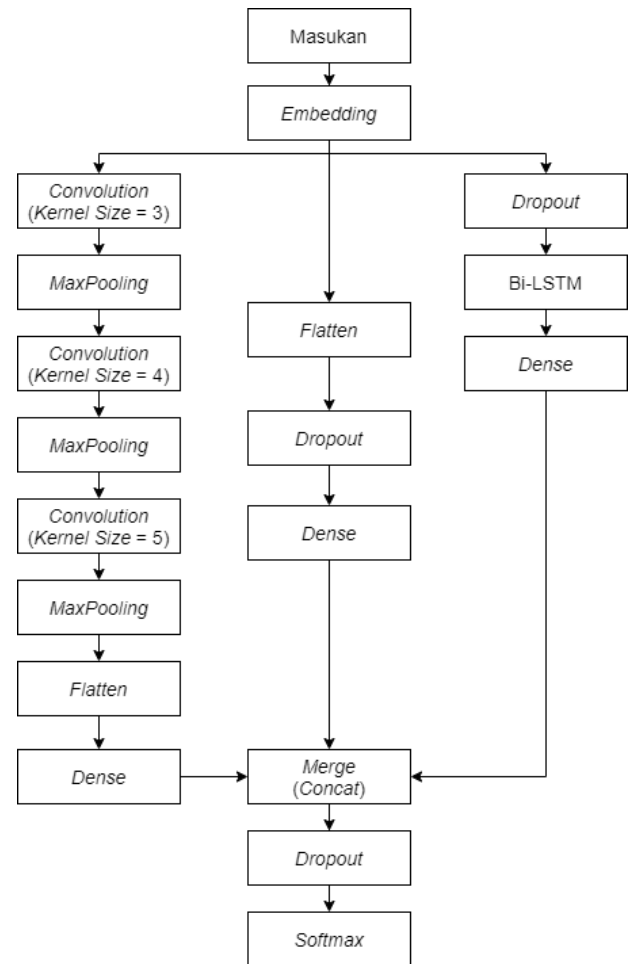 Masukan
Embedding
Convolution
(Kernel Size = 3)
MaxPooling
Convolution
(Kernel Size = 4)
MaxPooling
Convolution
(Kernel Size = 5)
MaxPooling
Flatten
Dense
Flatten
Dropout
Dense
Dropout
Bi-LSTM
Dense
Merge
(Concat)
Dropout
Softmax